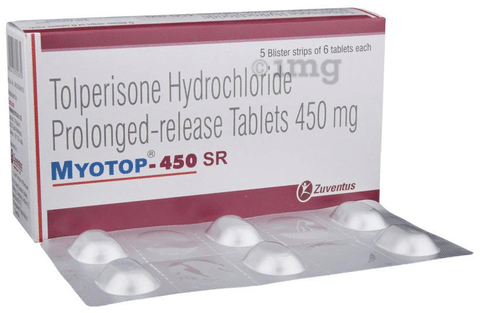 5 Blister strips of 6 tablets each
1mg
Tolperisone Hydrochloride
Prolonged-release Tablets 450 mg
MYOTOP®-450 SR
Zuventus